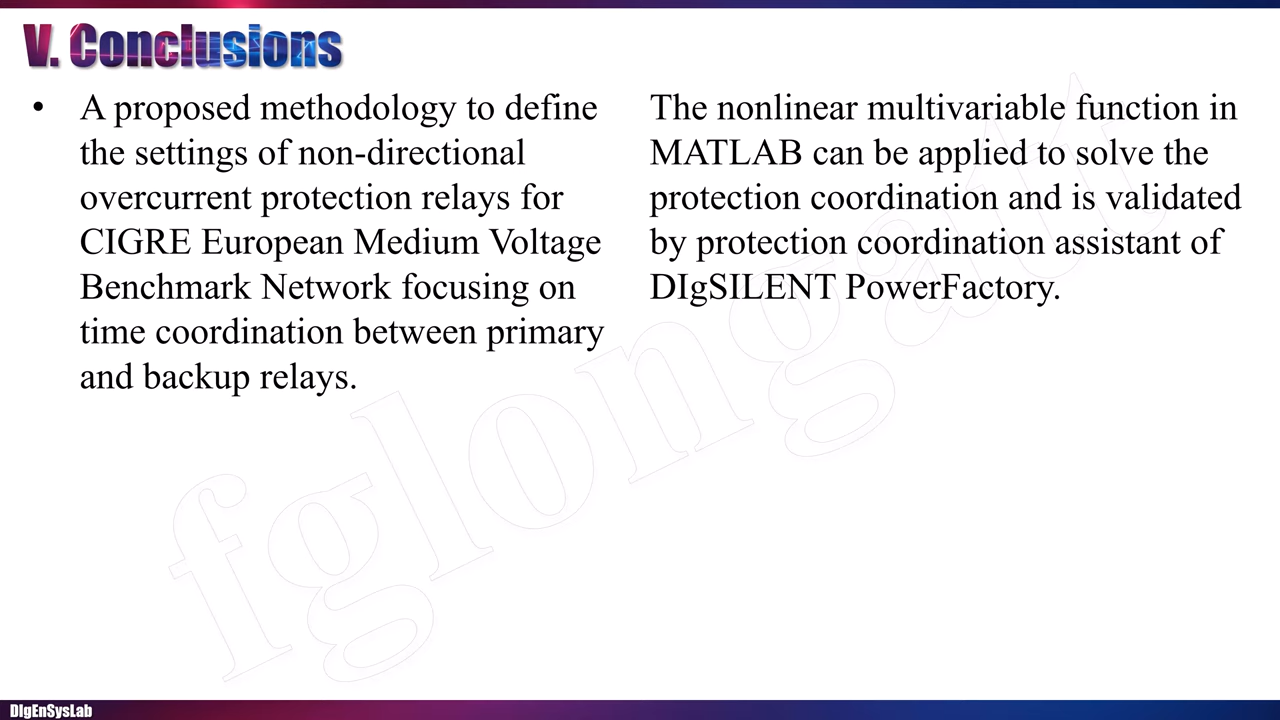 V. Conclusions
• A proposed methodology to define
the settings of non-directional
overcurrent protection relays for
CIGRE European Medium Voltage
Benchmark Network focusing on
time coordination between primary
and backup relays.
The nonlinear multivariable function in
MATLAB can be applied to solve the
protection coordination and is validated
by protection coordination assistant of
DIgSILENT PowerFactory.
fglongatt
DIgEnSysLab